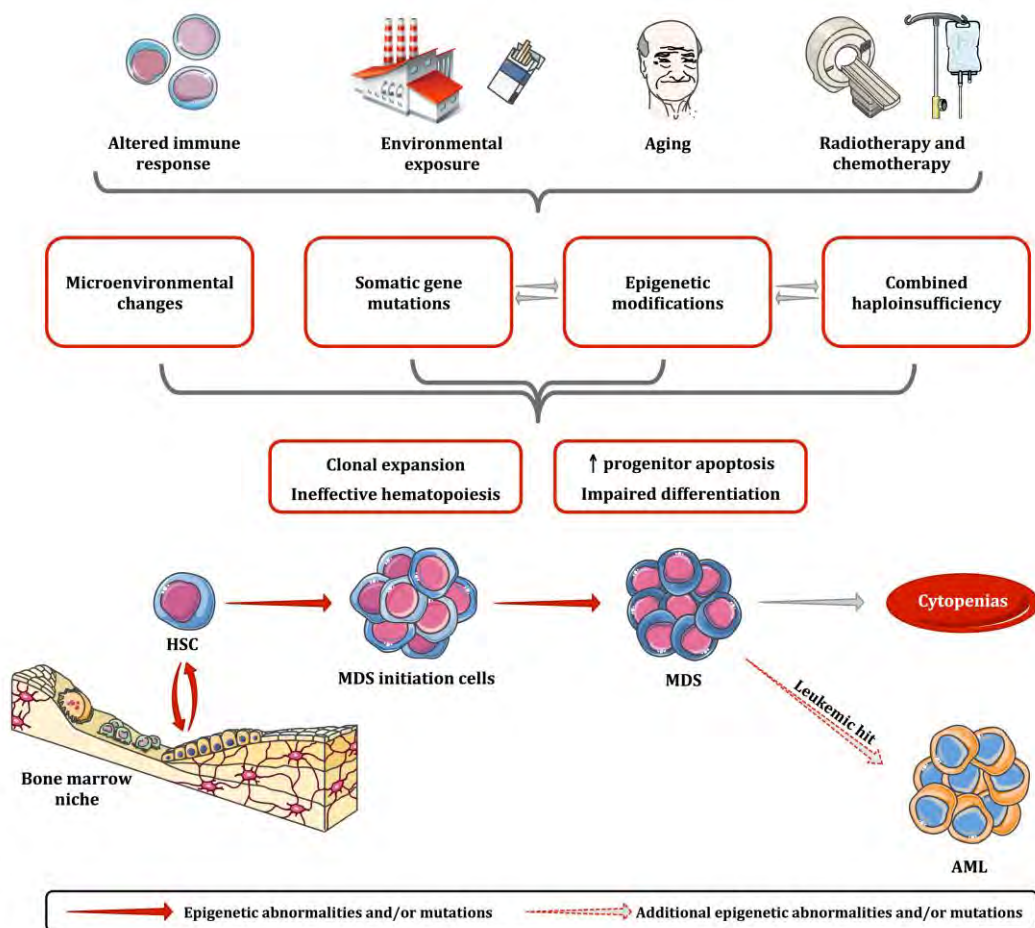 Altered immune
response
Environmental
exposure
Aging
Radiotherapy and
chemotherapy
Microenvironmental
changes
Somatic gene
mutations
Epigenetic
modifications
Combined
haploinsufficiency
Clonal expansion
Ineffective hematopoiesis
↑ progenitor apoptosis
Impaired differentiation
HSC
MDS initiation cells
MDS
Cytopenias
Leukemic hit
Bone marrow
niche
AML
Epigenetic abnormalities and/or mutations
Additional epigenetic abnormalities and/or mutations